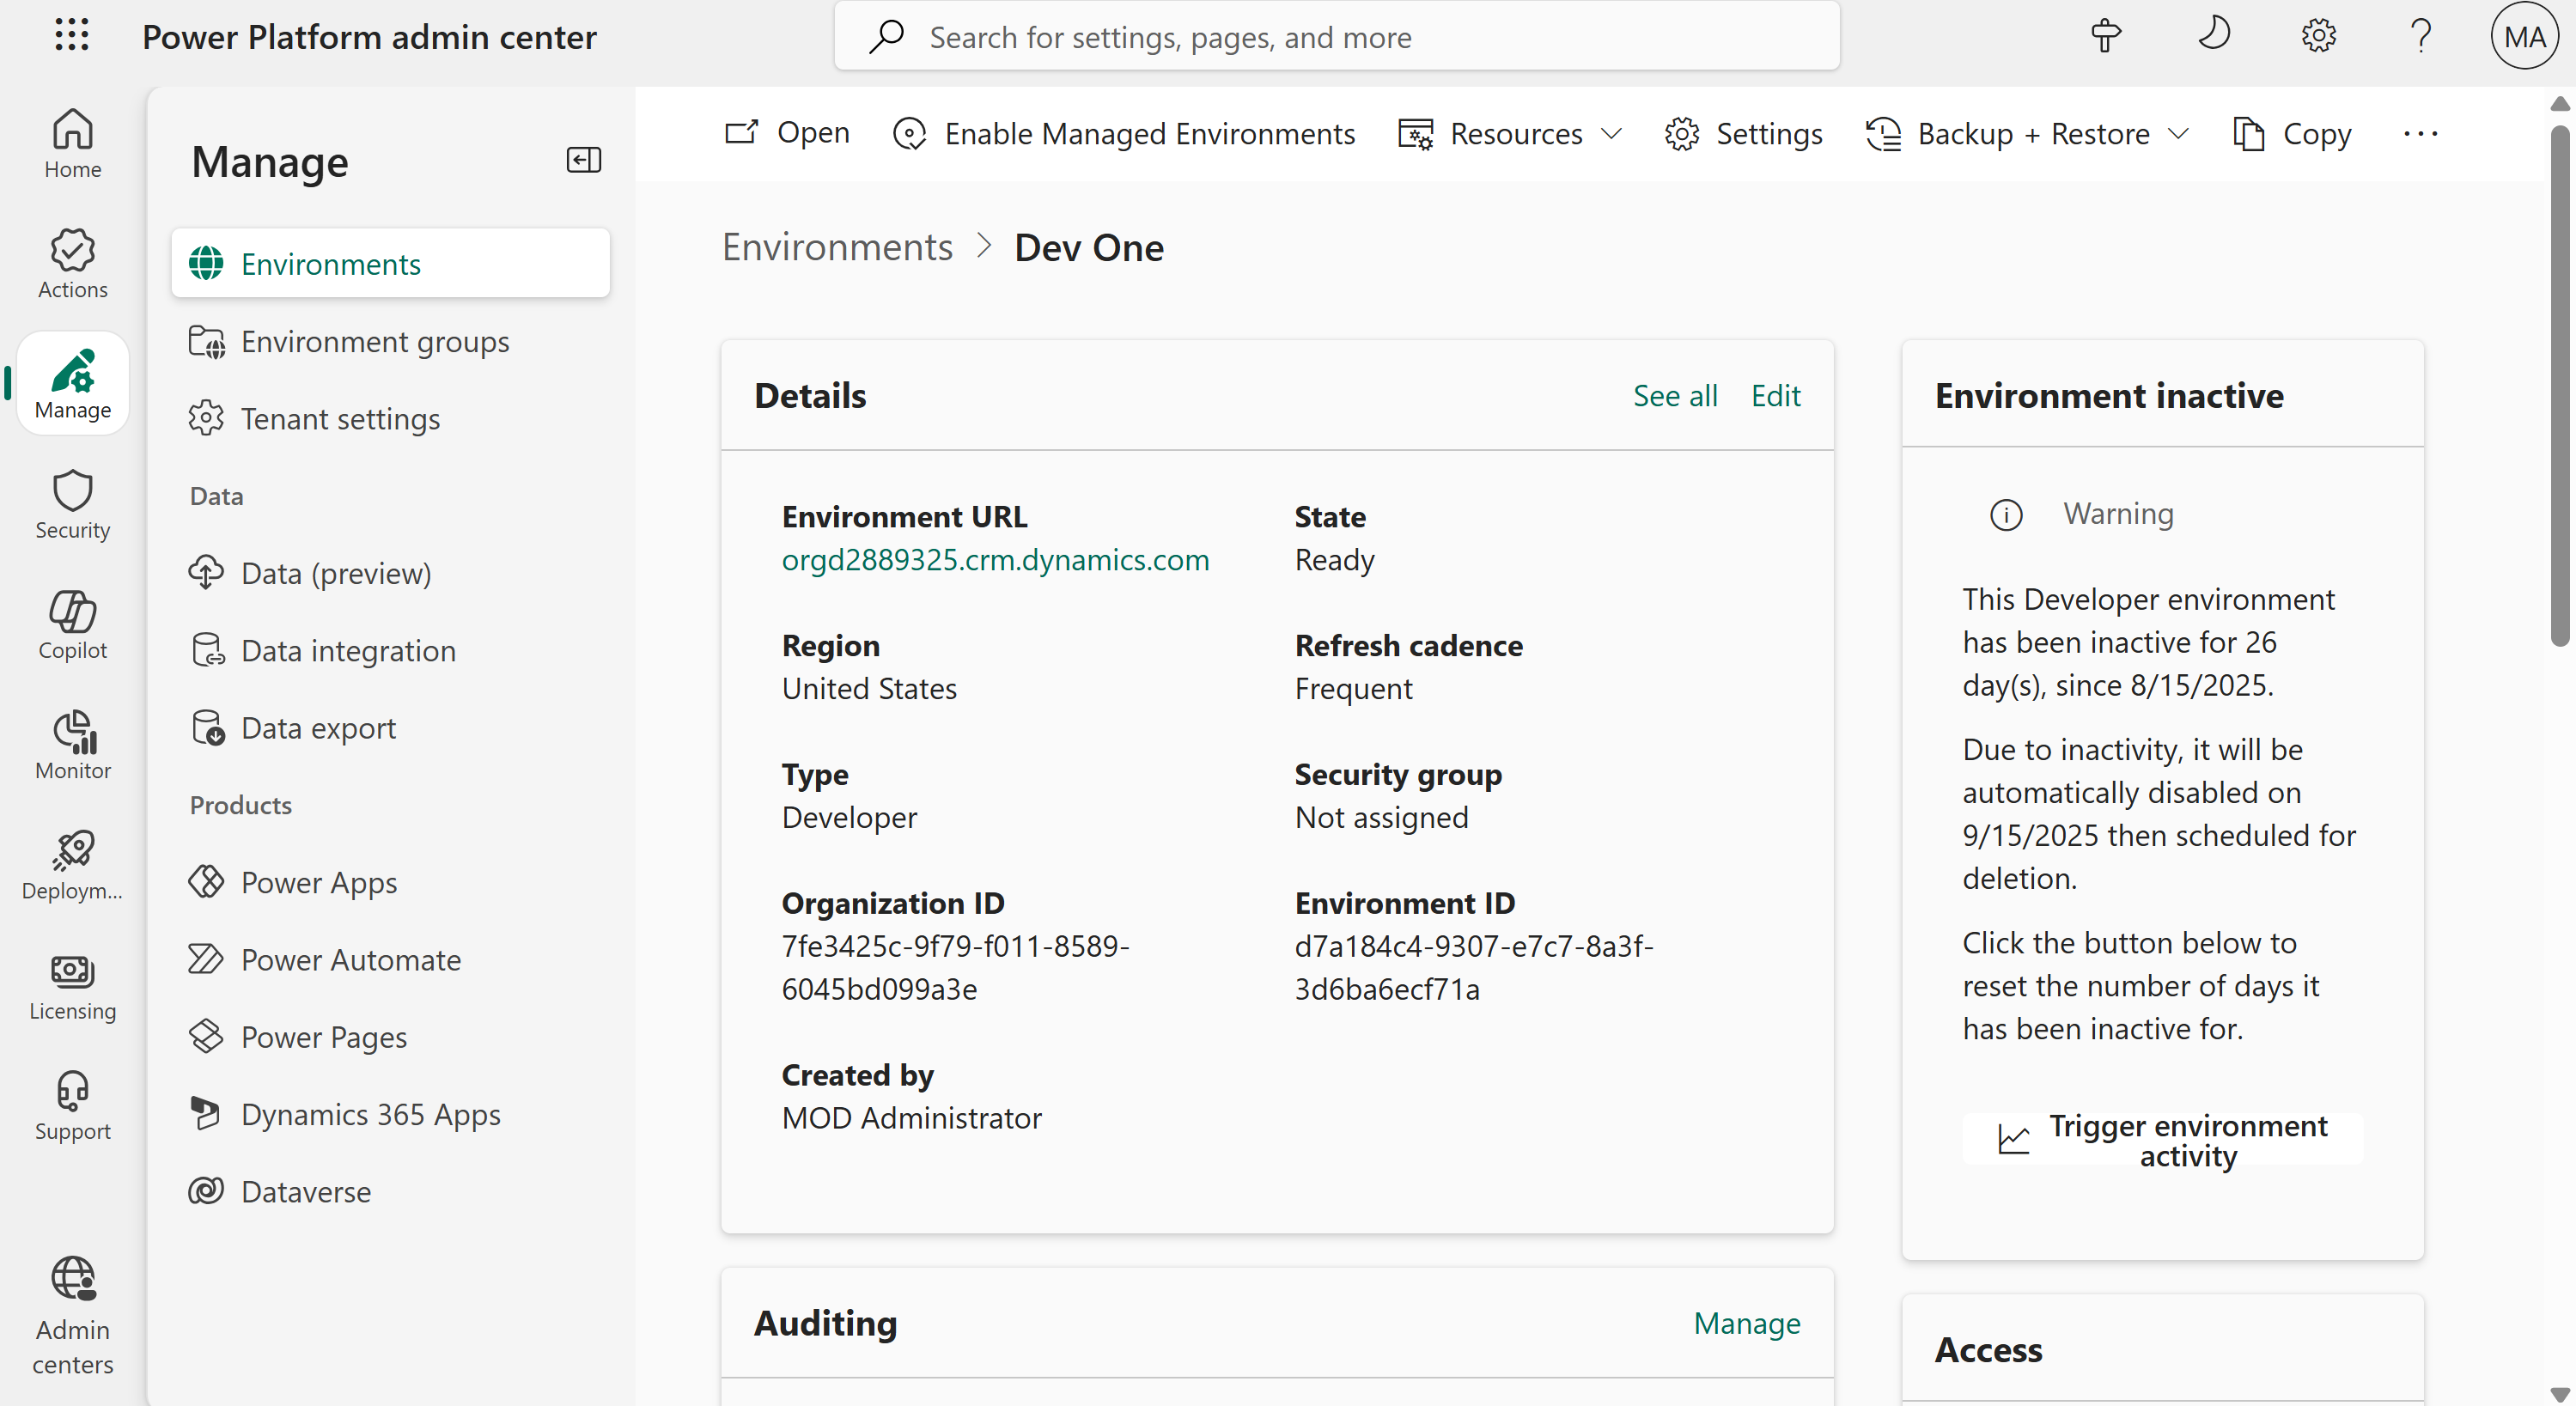 Power Platform admin center
Search for settings, pages, and more
MA
Home
Actions
Manage
Security
Copilot
Monitor
Deploym...
Licensing
Support
Admin
centers
Manage
Environments
Environment groups
Tenant settings
Data
Data (preview)
Data integration
Data export
Products
Power Apps
Power Automate
Power Pages
Dynamics 365 Apps
Dataverse
Open
Enable Managed Environments
Resources
Settings
Backup + Restore
Copy
Environments > Dev One
Details
See all
Edit
Environment URL
orgd2889325.crm.dynamics.com
State
Ready
Region
United States
Refresh cadence
Frequent
Type
Developer
Security group
Not assigned
Organization ID
7fe3425c-9f79-f011-8589-
6045bd099a3e
Environment ID
d7a184c4-9307-e7c7-8a3f-
3d6ba6ecf71a
Created by
MOD Administrator
Auditing
Manage
Environment inactive
Warning
This Developer environment
has been inactive for 26
day(s), since 8/15/2025.
Due to inactivity, it will be
automatically disabled on
9/15/2025 then scheduled for
deletion.
Click the button below to
reset the number of days it
has been inactive for.
Trigger environment
activity
Access